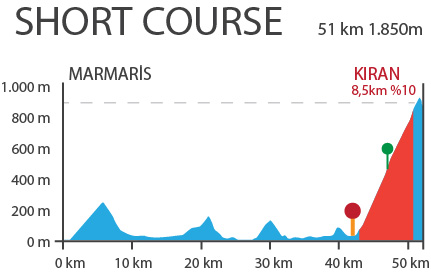 SHORT COURSE
51 km 1.850m
MARMARİS
KIRAN
8,5km %10
1.000 m
800 m
600 m
400 m
200 m
0 m
0 km
10 km
20 km
30 km
40 km
50 km